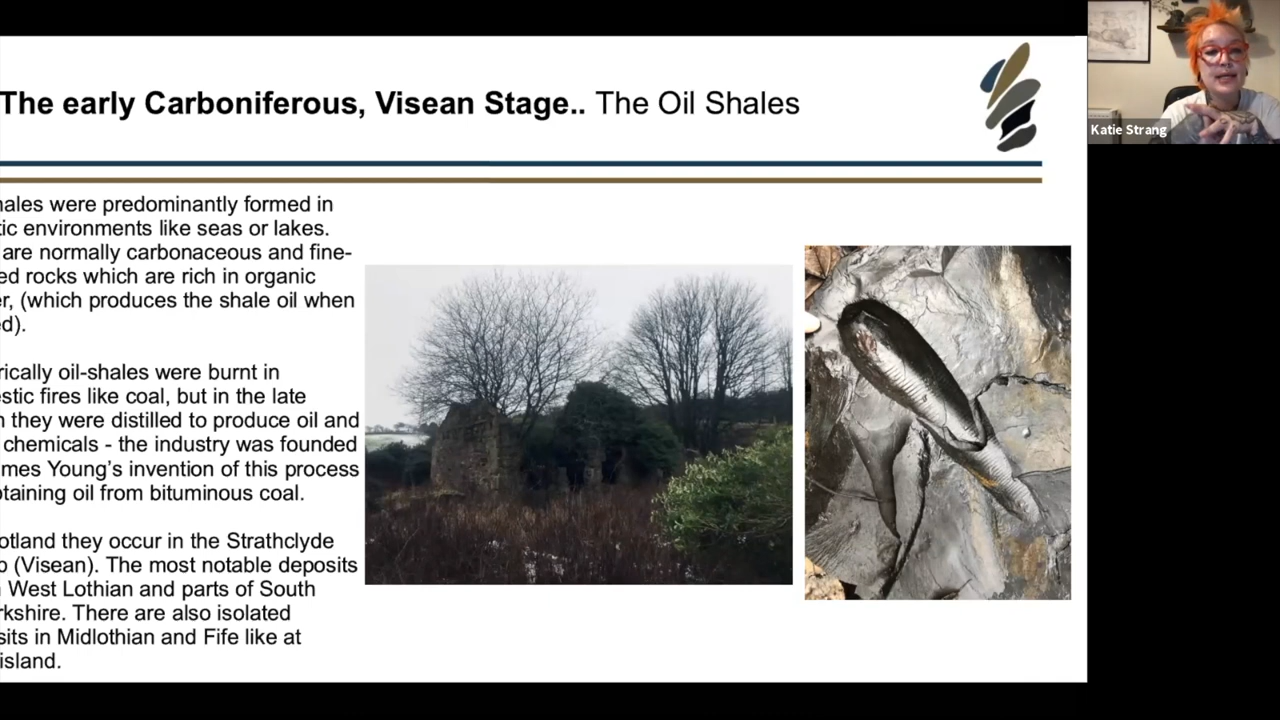 The early Carboniferous, Visean Stage.. The Oil Shales
Katie Strang
hales were predominantly formed in
tic environments like seas or lakes.
are normally carbonaceous and fine-
ed rocks which are rich in organic
er, (which produces the shale oil when
ed).
rically oil-shales were burnt in
estic fires like coal, but in the late
n they were distilled to produce oil and
chemicals - the industry was founded
mes Young's invention of this process
otaining oil from bituminous coal.
otland they occur in the Strathclyde
p (Visean). The most notable deposits
West Lothian and parts of South
rkshire. There are also isolated
sits in Midlothian and Fife like at
island.